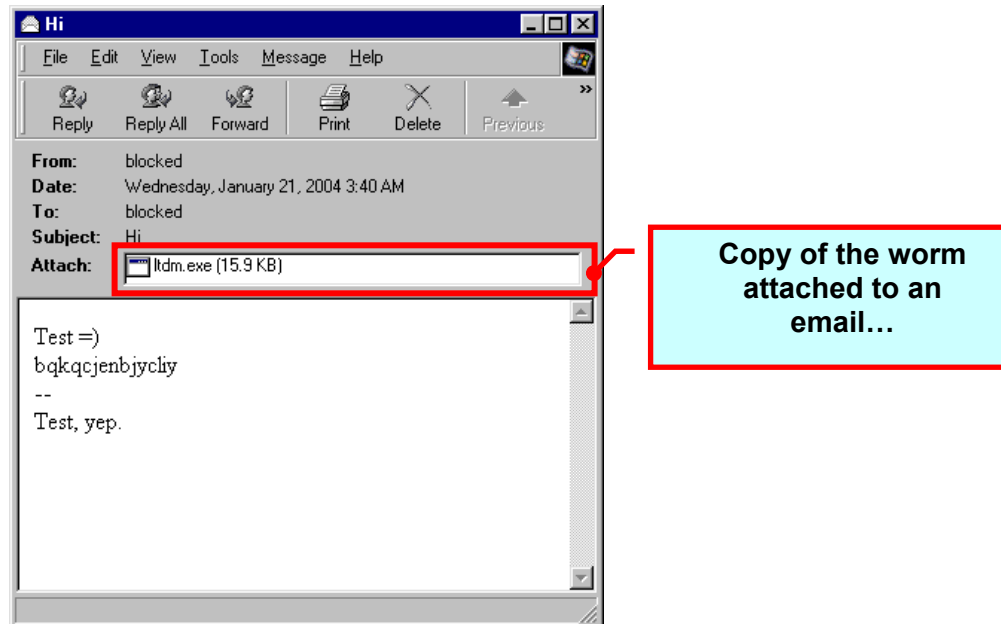 Hi
File Edit View Tools Message Help
Reply Reply All Forward Print Delete Previous »
From: blocked
Date: Wednesday, January 21, 2004 3:40 AM
To: blocked
Subject: Hi
Attach: ltdm.exe (15.9 KB)
Copy of the worm
attached to an
email…
Test =)
bqkqcjenbjycliy
--
Test, yep.